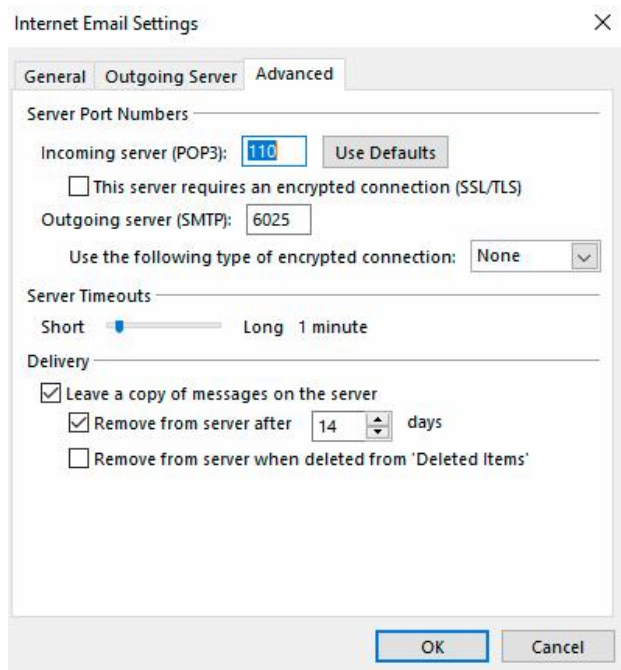 Internet Email Settings
General Outgoing Server Advanced
Server Port Numbers
Incoming server (POP3): 110 Use Defaults
This server requires an encrypted connection (SSL/TLS)
Outgoing server (SMTP): 6025
Use the following type of encrypted connection: None
Server Timeouts
Short Long 1 minute
Delivery
Leave a copy of messages on the server
Remove from server after 14 days
Remove from server when deleted from 'Deleted Items'
OK Cancel